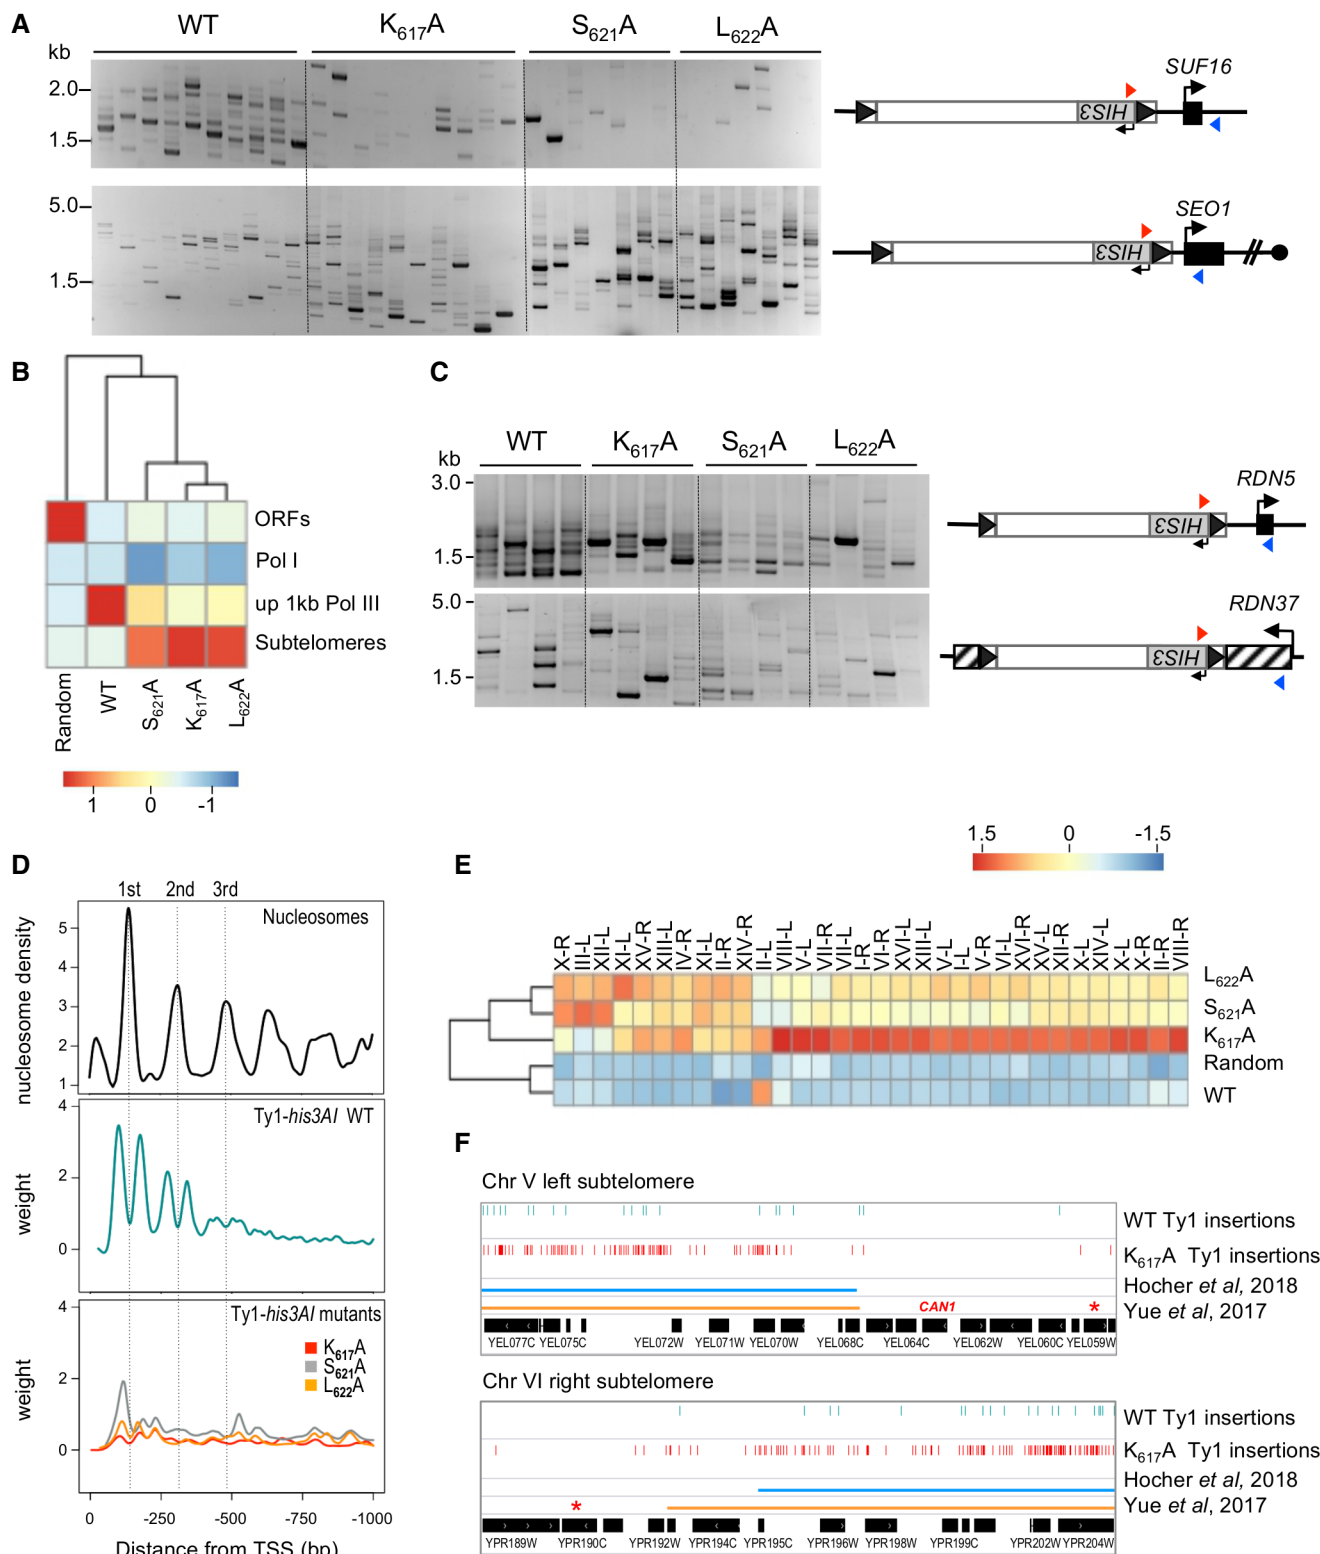 A
WT K617A S621A L622A
kb
2.0
1.5
HIS3
SUF16
5.0
1.5
HIS3
SEO1
B
ORFs
Pol I
up 1kb Pol III
Subtelomeres
Random WT S621A K617A L622A
1 0 -1
C
WT K617A S621A L622A
kb
3.0
1.5
HIS3
RDN5
5.0
1.5
HIS3
RDN37
D
1st 2nd 3rd
Nucleosomes
nucleosome density
5
4
3
2
1
Ty1-his3AI WT
weight
4
2
0
Ty1-his3AI mutants
K617A
S621A
L622A
weight
4
2
0
0 -250 -500 -750 -1000
Distance from TSS (bp)
E
1.5 0 -1.5
X-R III-L XII-L XI-L XV-R XIII-L IV-R XI-L II-R XIV-R II-L VIII-L V-L VII-R VII-L I-R VI-R XVI-L XIII-L V-L I-L V-R VI-L XVI-R XV-L XII-R X-L XIV-L X-L X-R II-R VIII-R
L622A
S621A
K617A
Random
WT
F
Chr V left subtelomere
WT Ty1 insertions
K617A Ty1 insertions
Hocher et al, 2018
CAN1 *
Yue et al, 2017
YEL077C YEL075C YEL072W YEL071W YEL070W YEL068C YEL064C YEL062W YEL060C YEL059W
Chr VI right subtelomere
WT Ty1 insertions
K617A Ty1 insertions
Hocher et al, 2018
*
Yue et al, 2017
YPR189W YPR190C YPR192W YPR194C YPR195C YPR196W YPR198W YPR199C YPR202W YPR204W